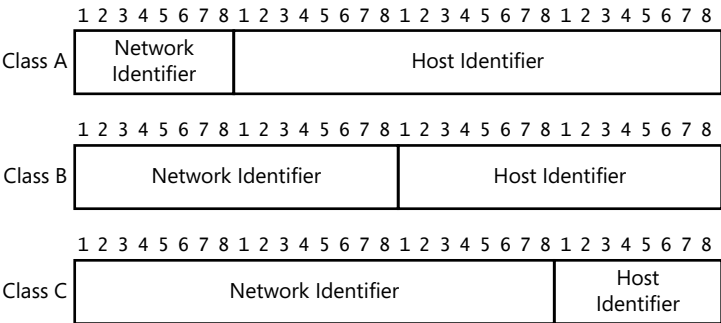 1 2 3 4 5 6 7 8 1 2 3 4 5 6 7 8 1 2 3 4 5 6 7 8 1 2 3 4 5 6 7 8
Class A
Network
Identifier
Host Identifier
1 2 3 4 5 6 7 8 1 2 3 4 5 6 7 8 1 2 3 4 5 6 7 8 1 2 3 4 5 6 7 8
Class B
Network Identifier
Host Identifier
1 2 3 4 5 6 7 8 1 2 3 4 5 6 7 8 1 2 3 4 5 6 7 8 1 2 3 4 5 6 7 8
Class C
Network Identifier
Host
Identifier